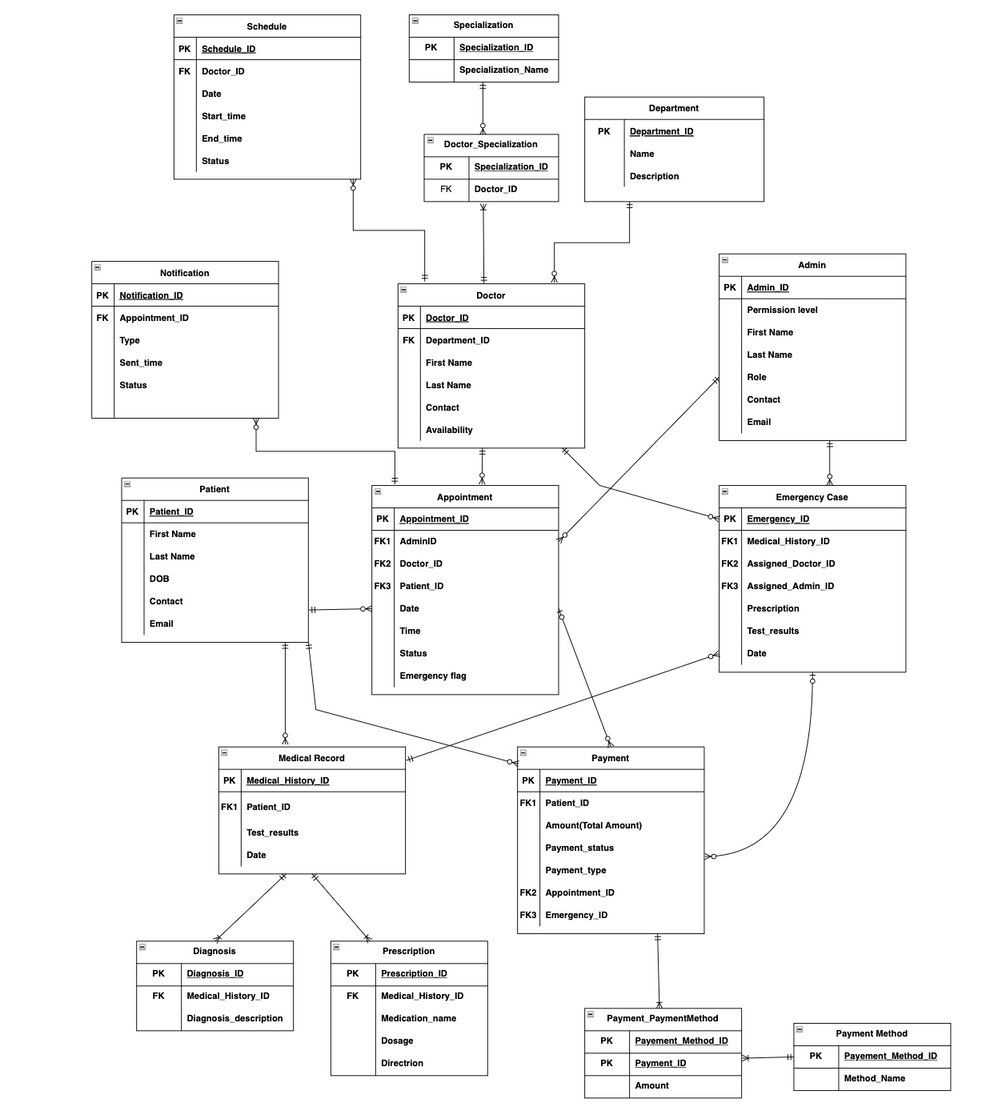 Schedule
PK Schedule_ID
FK Doctor_ID
Date
Start_time
End_time
Status
Specialization
PK Specialization_ID
Specialization_Name
Doctor_Specialization
PK Specialization_ID
FK Doctor_ID
Department
PK Department_ID
Name
Description
Notification
PK Notification_ID
FK Appointment_ID
Type
Sent_time
Status
Doctor
PK Doctor_ID
FK Department_ID
First Name
Last Name
Contact
Availability
Admin
PK Admin_ID
Permission level
First Name
Last Name
Role
Contact
Email
Patient
PK Patient_ID
First Name
Last Name
DOB
Contact
Email
Appointment
PK Appointment_ID
FK1 AdminID
FK2 Doctor_ID
FK3 Patient_ID
Date
Time
Status
Emergency flag
Emergency Case
PK Emergency_ID
FK1 Medical_History_ID
FK2 Assigned_Doctor_ID
FK3 Assigned_Admin_ID
Prescription
Test_results
Date
Medical Record
PK Medical_History_ID
FK1 Patient_ID
Test_results
Date
Payment
PK Payment_ID
FK1 Patient_ID
Amount(Total Amount)
Payment_status
Payment_type
FK2 Appointment_ID
FK3 Emergency_ID
Diagnosis
PK Diagnosis_ID
FK Medical_History_ID
Diagnosis_description
Prescription
PK Prescription_ID
FK Medical_History_ID
Medication_name
Dosage
Directrion
Payment_PaymentMethod
PK Payement_Method_ID
PK Payment_ID
Amount
Payment Method
PK Payement_Method_ID
Method_Name